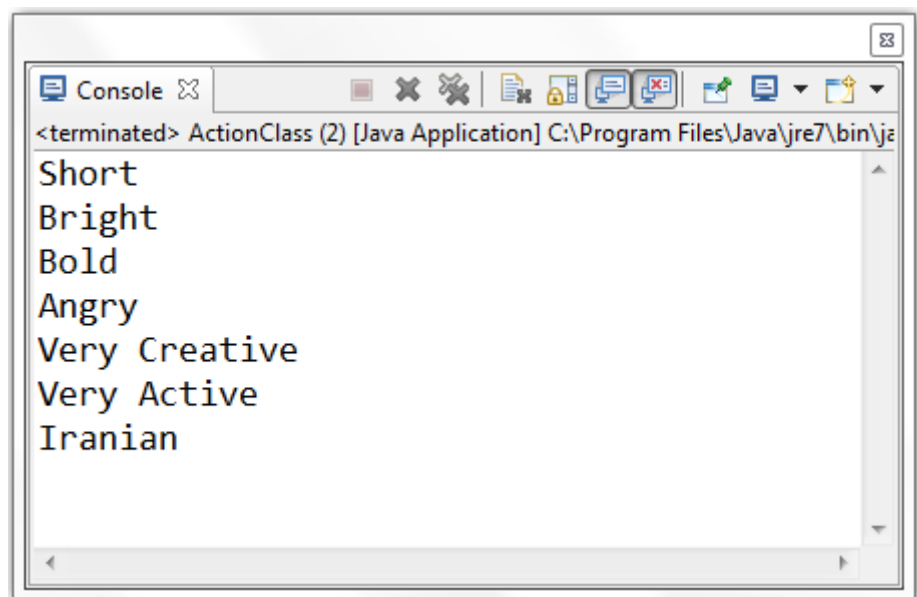 Console
<terminated> ActionClass (2) [Java Application] C:\Program Files\Java\jre7\bin\ja
Short
Bright
Bold
Angry
Very Creative
Very Active
Iranian